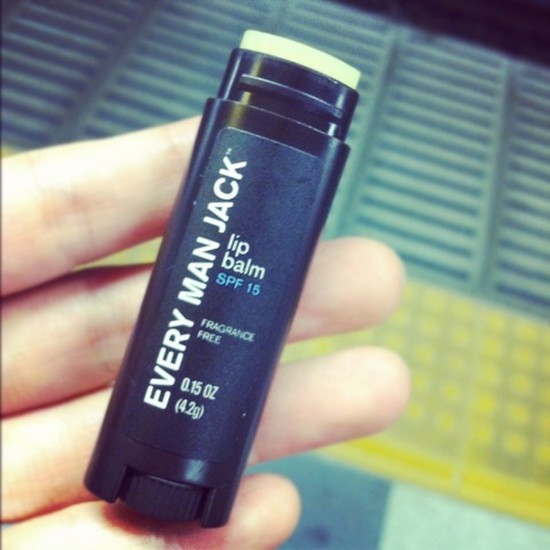 EVERY MAN JACK™
lip
balm
SPF 15
FRAGRANCE
FREE
0.15 OZ
(4.2g)